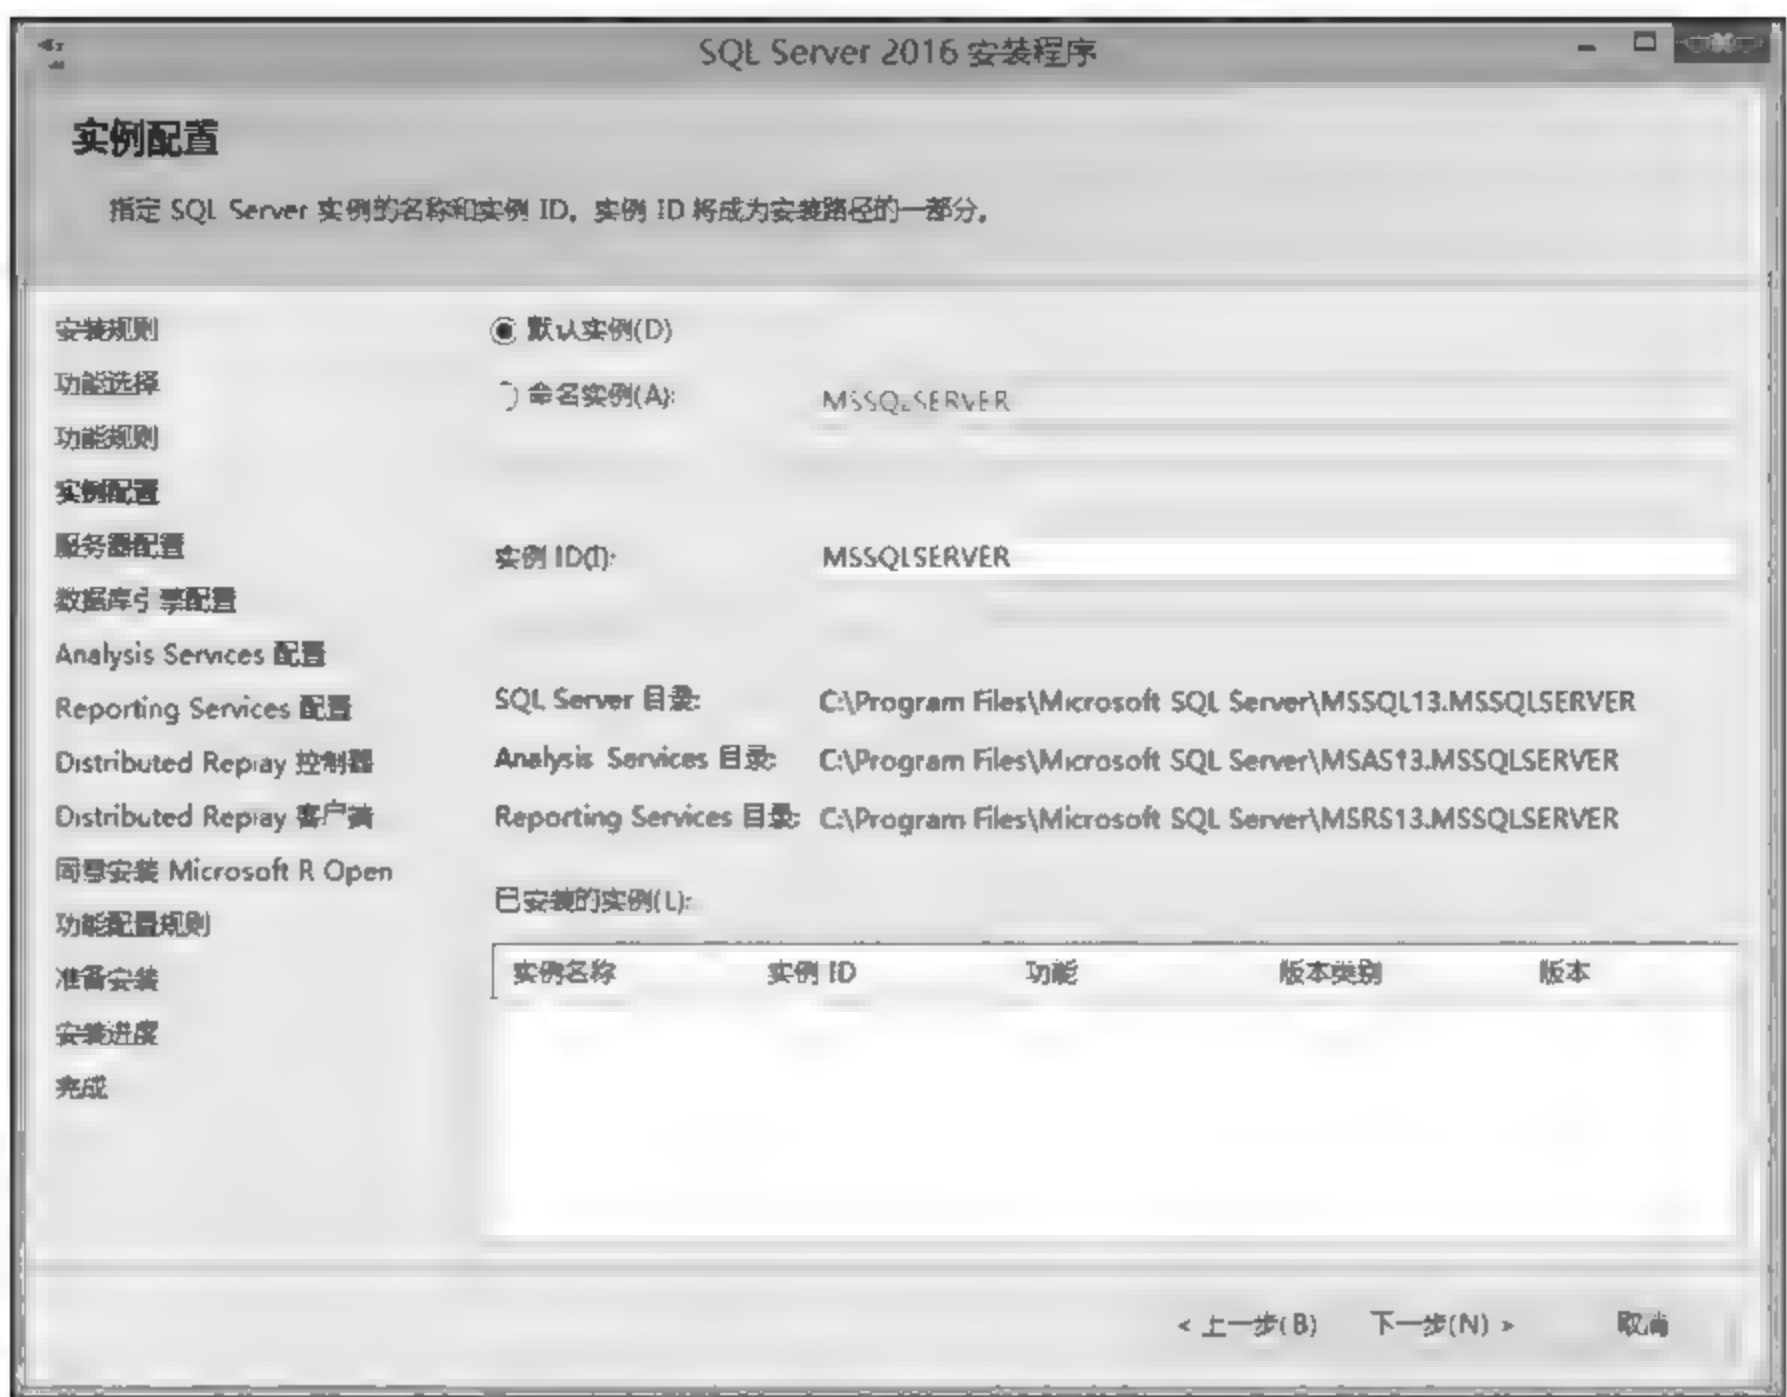 SQL Server 2016 安装程序
实例配置
指定 SQL Server 实例的名称和实例 ID。实例 ID 将成为安装路径的一部分。
安装规则
功能选择
功能规则
实例配置
服务器配置
数据库引擎配置
Analysis Services 配置
Reporting Services 配置
Distributed Replay 控制器
Distributed Replay 客户端
同意安装 Microsoft R Open
功能配置规则
准备安装
安装进度
完成
默认实例(D)
命名实例(A): MSSQLSERVER
实例 ID(I): MSSQLSERVER
SQL Server 目录: C:\Program Files\Microsoft SQL Server\MSSQL13.MSSQLSERVER
Analysis Services 目录: C:\Program Files\Microsoft SQL Server\MSAS13.MSSQLSERVER
Reporting Services 目录: C:\Program Files\Microsoft SQL Server\MSRS13.MSSQLSERVER
已安装的实例(L):
实例名称 实例 ID 功能 版本类别 版本
< 上一步(B) 下一步(N) > 取消